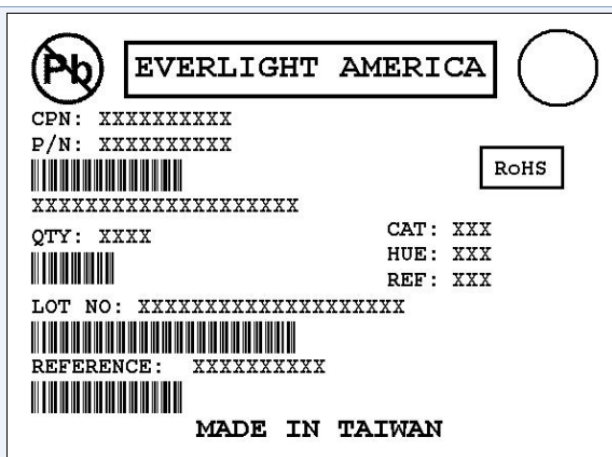 Pb
EVERLIGHT AMERICA
CPN: XXXXXXXXXX
P/N: XXXXXXXXXX
RoHS
XXXXXXXXXXXXXXXXXXXX
QTY: XXXX
CAT: XXX
HUE: XXX
REF: XXX
LOT NO: XXXXXXXXXXXXXXXXXXXX
REFERENCE: XXXXXXXXXX
MADE IN TAIWAN